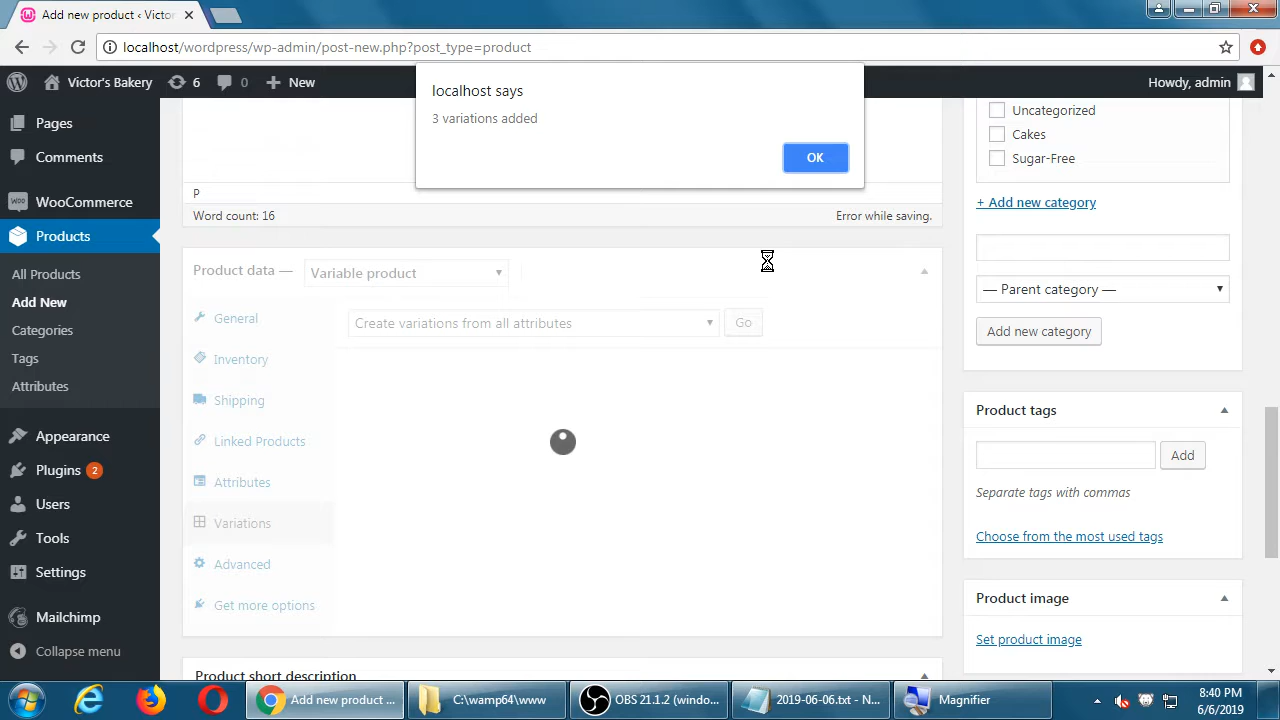 Add new product ‹ Victor
localhost/wordpress/wp-admin/post-new.php?post_type=product
Victor's Bakery
6
0
New
Howdy, admin
localhost says
3 variations added
OK
Pages
Comments
WooCommerce
Products
All Products
Add New
Categories
Tags
Attributes
Appearance
Plugins 2
Users
Tools
Settings
Mailchimp
Collapse menu
P
Word count: 16
Error while saving.
Product data —
Variable product
General
Inventory
Shipping
Linked Products
Attributes
Variations
Advanced
Get more options
Create variations from all attributes
Go
Product short description
Uncategorized
Cakes
Sugar-Free
+ Add new category
— Parent category —
Add new category
Product tags
Add
Separate tags with commas
Choose from the most used tags
Product image
Set product image
Add new product ...
C:\wamp64\www
OBS 21.1.2 (windo...
2019-06-06.txt - N...
Magnifier
8:40 PM
6/6/2019